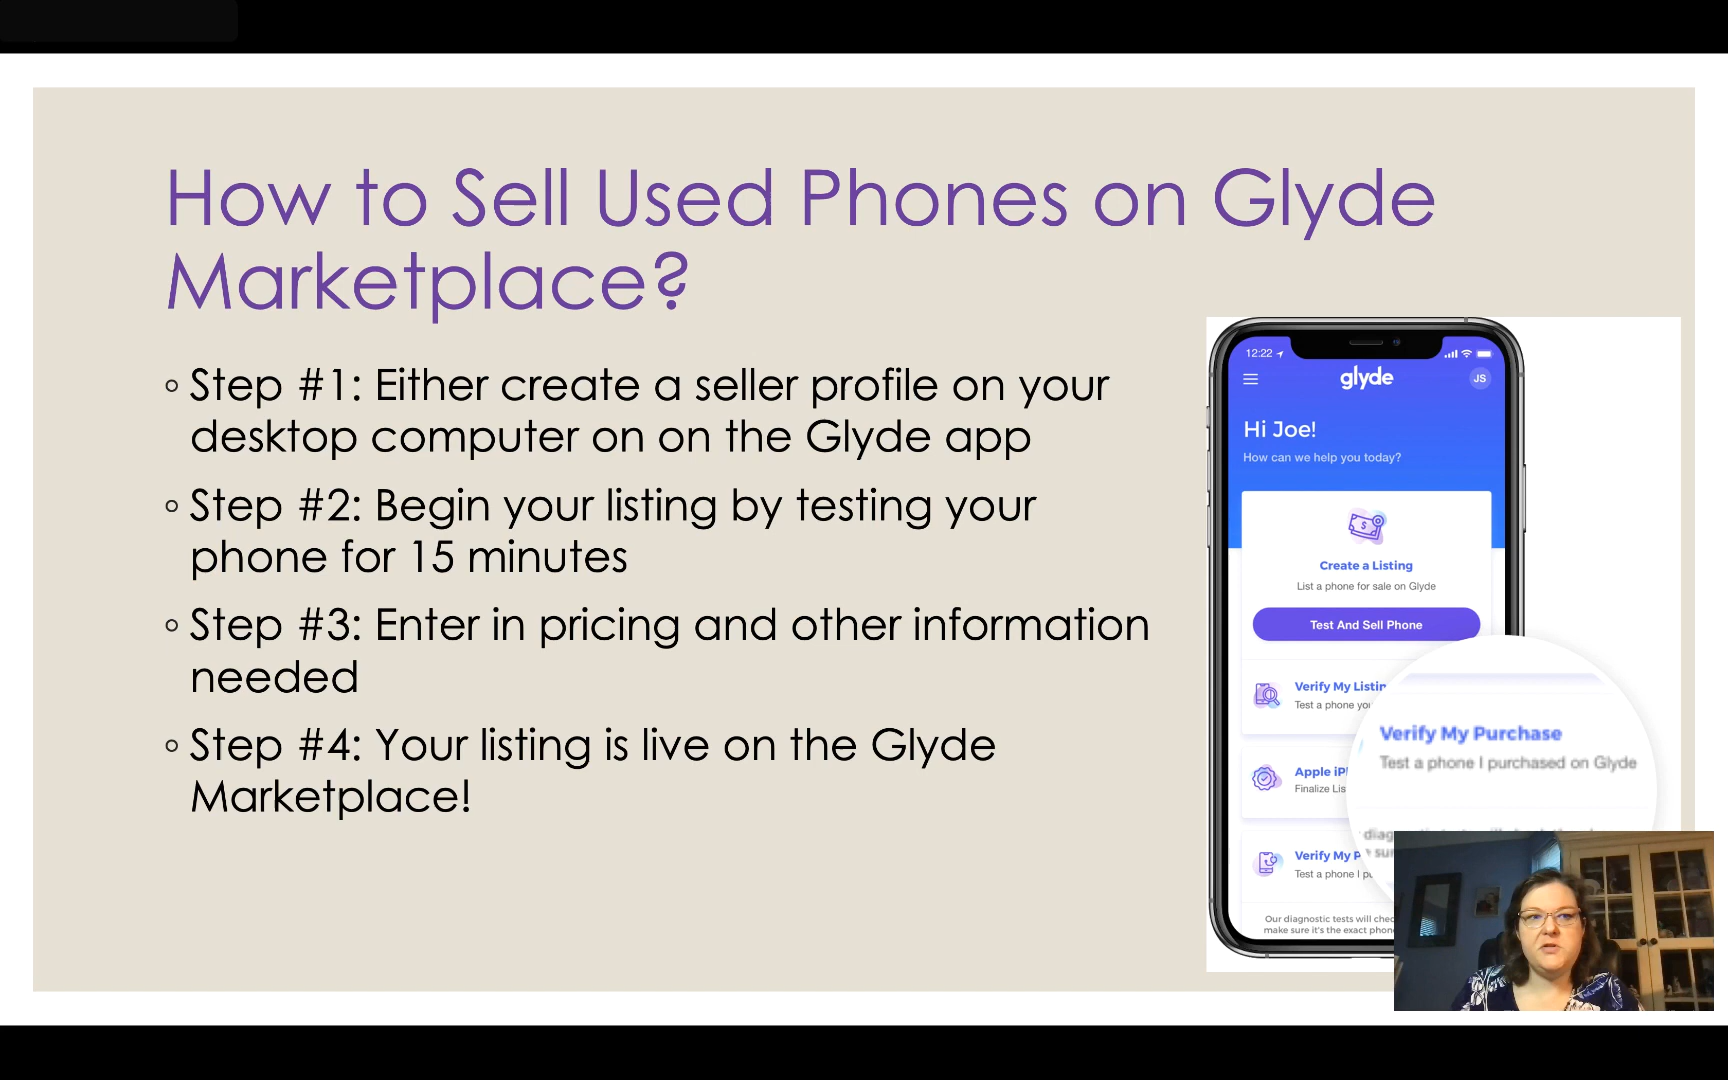 How to Sell Used Phones on Glyde
Marketplace?
◦ Step #1: Either create a seller profile on your
desktop computer on on the Glyde app
◦ Step #2: Begin your listing by testing your
phone for 15 minutes
◦ Step #3: Enter in pricing and other information
needed
◦ Step #4: Your listing is live on the Glyde
Marketplace!
12:22
glyde
JS
Hi Joe!
How can we help you today?
Create a Listing
List a phone for sale on Glyde
Test And Sell Phone
Verify My Listin
Test a phone you
Verify My Purchase
Test a phone I purchased on Glyde
Apple iP
Finalize Lis
diag
sur
Verify My P
Test a phone I pu
Our diagnostic tests will chec
make sure it's the exact phon